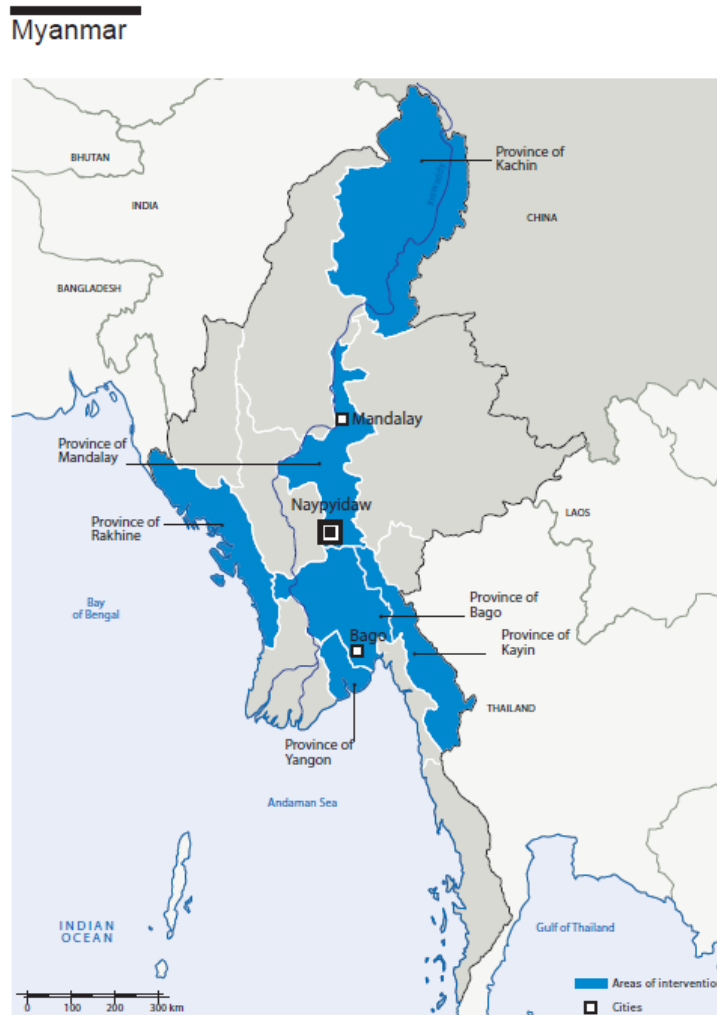 Myanmar
Province of
Kachin
BHUTAN
INDIA
CHINA
BANGLADESH
Mandalay
Province of
Mandalay
Naypyidaw
Province of
Rakhine
LAOS
Bay
of Bengal
Province of
Bago
Bago
Province of
Kayin
THAILAND
Province of
Yangon
Andaman Sea
INDIAN
OCEAN
Gulf of Thailand
Areas of interventio
0 100 200 300 km
Cities